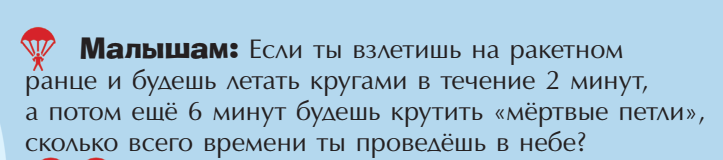 Малышам: Если ты взлетишь на ракетном
ранце и будешь летать кругами в течение 2 минут,
а потом ещё 6 минут будешь крутить «мёртвые петли»,
сколько всего времени ты проведёшь в небе?